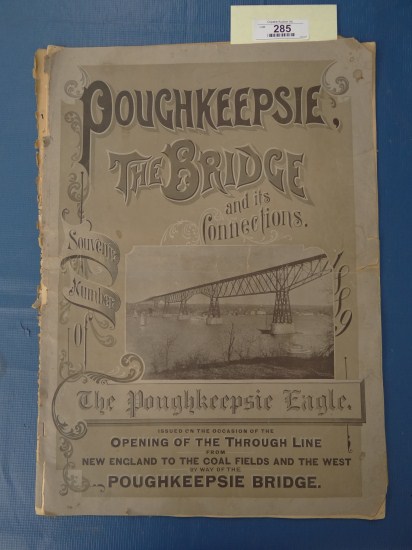 285
POUGHKEEPSIE,
THE BRIDGE
and its
Connections.
Souvenir
Number
of
1889
The Poughkeepsie Eagle.
ISSUED ON THE OCCASION OF THE
OPENING OF THE THROUGH LINE
FROM
NEW ENGLAND TO THE COAL FIELDS AND THE WEST
BY WAY OF THE
POUGHKEEPSIE BRIDGE.